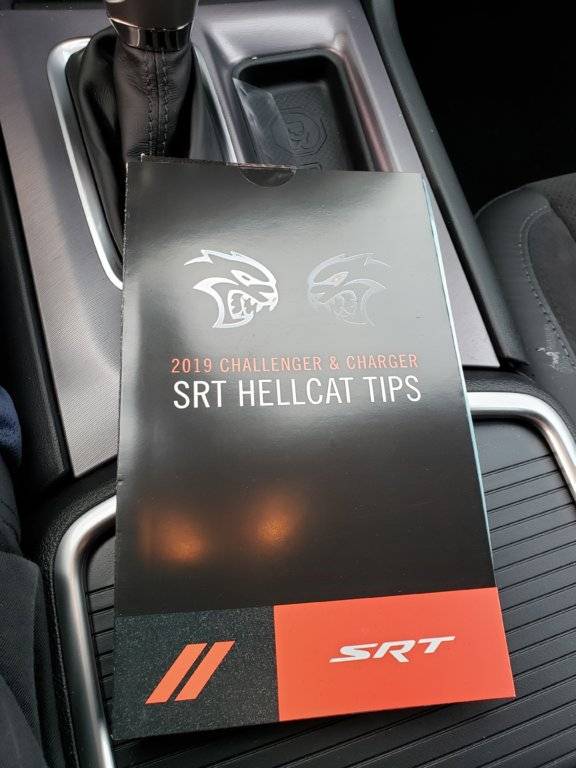 2019 CHALLENGER & CHARGER
SRT HELLCAT TIPS
SRT